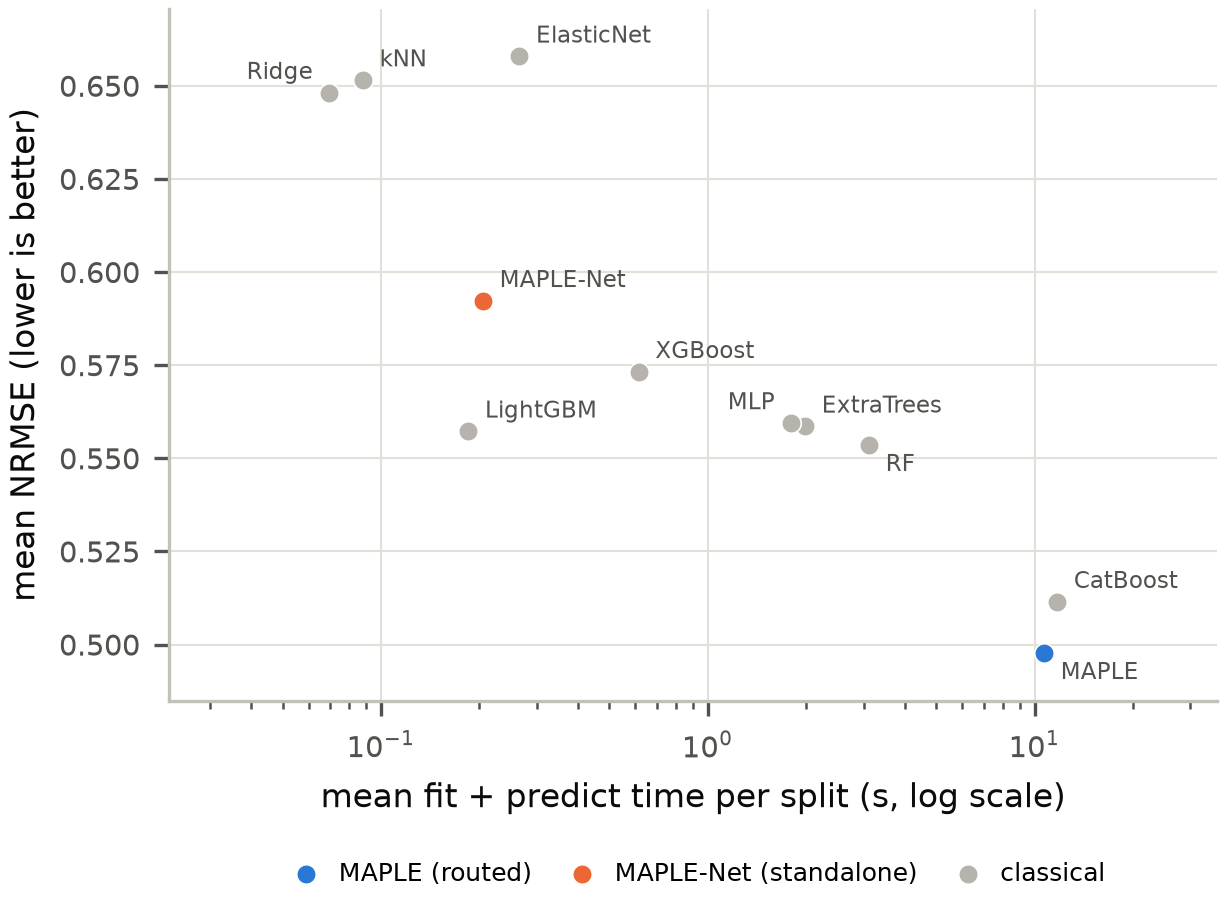 ElasticNet
kNN
Ridge
0.650
0.625
0.600
MAPLE-Net
0.575
XGBoost
LightGBM
MLP
ExtraTrees
0.550
RF
0.525
CatBoost
0.500
MAPLE
mean NRMSE (lower is better)
10⁻¹ 10⁰ 10¹
mean fit + predict time per split (s, log scale)
MAPLE (routed) MAPLE-Net (standalone) classical